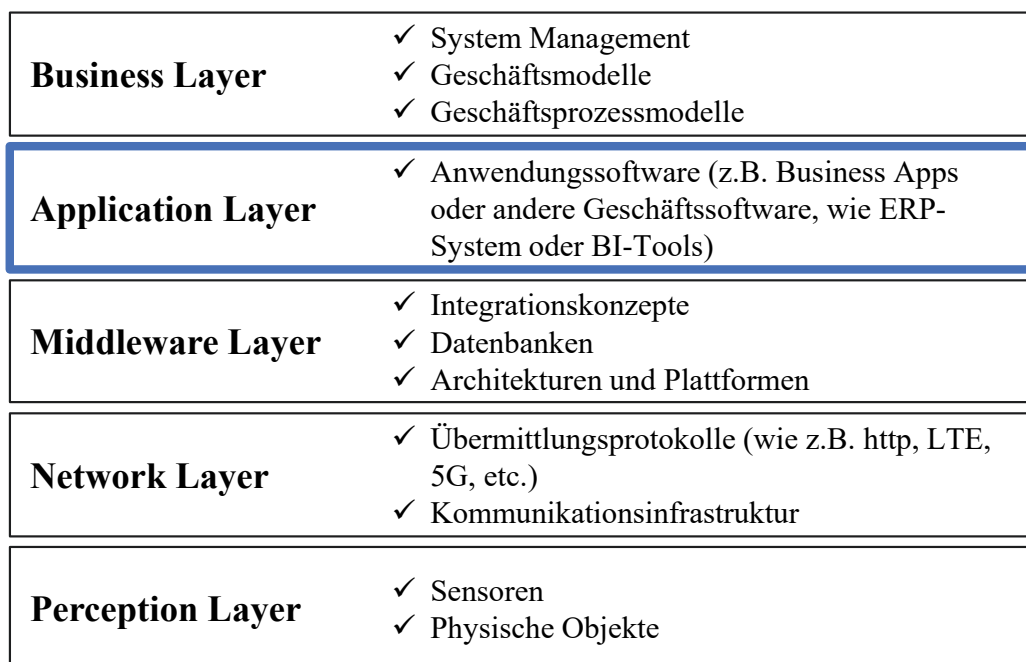 Business Layer
✓ System Management
✓ Geschäftsmodelle
✓ Geschäftsprozessmodelle
Application Layer
✓ Anwendungssoftware (z.B. Business Apps
oder andere Geschäftssoftware, wie ERP-
System oder BI-Tools)
Middleware Layer
✓ Integrationskonzepte
✓ Datenbanken
✓ Architekturen und Plattformen
Network Layer
✓ Übermittlungsprotokolle (wie z.B. http, LTE,
5G, etc.)
✓ Kommunikationsinfrastruktur
Perception Layer
✓ Sensoren
✓ Physische Objekte